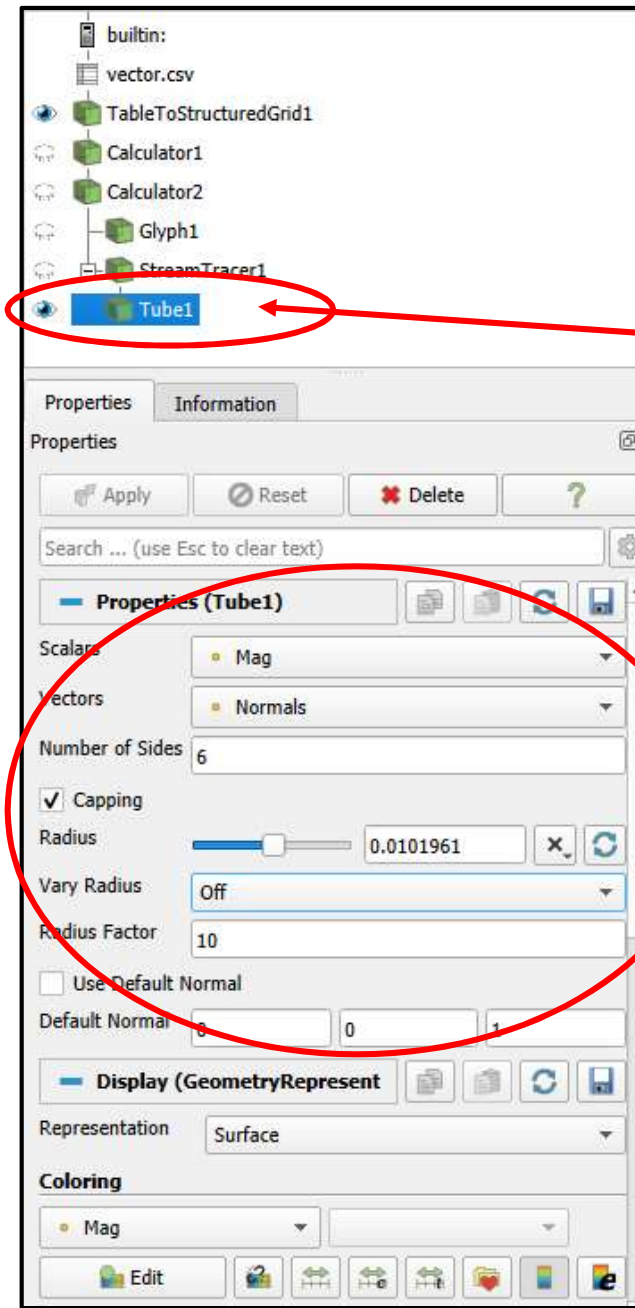 builtin:
vector.csv
TableToStructuredGrid1
Calculator1
Calculator2
Glyph1
StreamTracer1
Tube1
Properties Information
Properties
Apply Reset Delete ?
Search ... (use Esc to clear text)
Properties (Tube1)
Scalars Mag
Vectors Normals
Number of Sides 6
Capping
Radius 0.0101961
Vary Radius Off
Radius Factor 10
Use Default Normal
Default Normal 0 0 1
Display (GeometryRepresent
Representation Surface
Coloring
Mag
Edit c t e